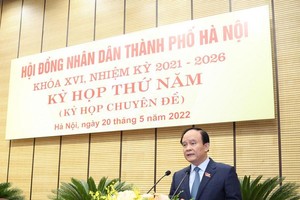 HỘI ĐỒNG NHÂN DÂN THÀNH PHỐ HÀ NỘI
KHÓA XVI, NHIỆM KỲ 2021 - 2026
KỲ HỌP THỨ NĂM
(KỲ HỌP CHUYÊN ĐỀ)
Hà Nội, ngày 20 tháng 5 năm 2022